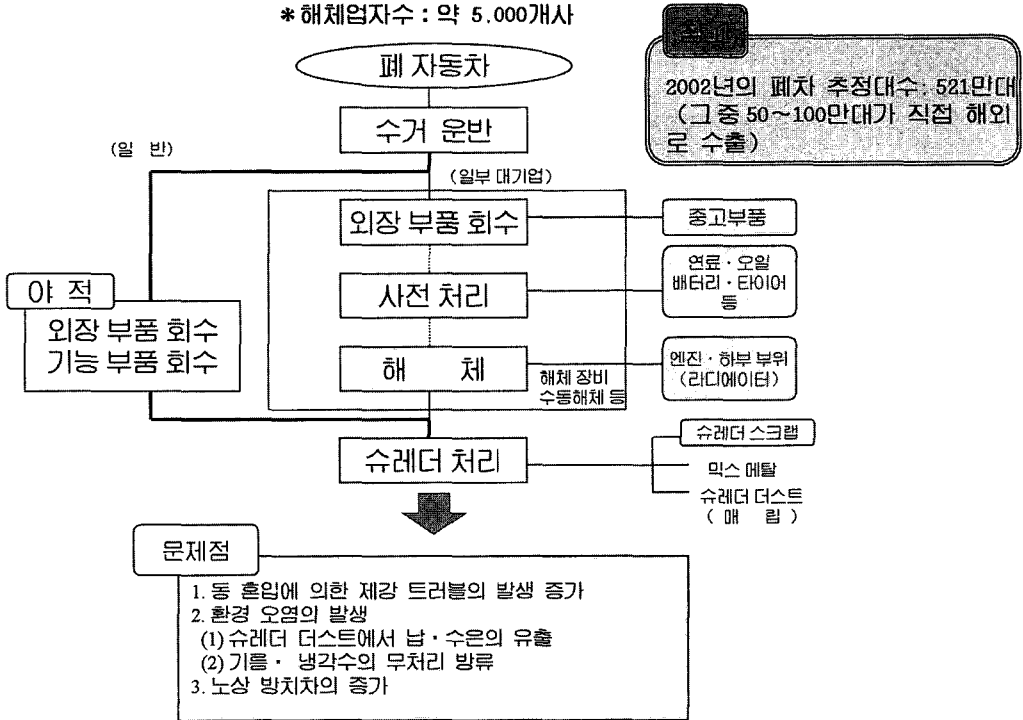 *해체업자수 : 약 5.000개사
폐 자동차
2002년의 폐차 추정대수: 521만대
(그 중 50~100만대가 직접 해외
로 수출)
수거 운반
(일 반)
(일부 대기업)
외장 부품 회수
중고부품
사전 처리
연료 · 오일
배터리 · 타이어
등
야 적
외장 부품 회수
기능 부품 회수
해 체
해체 장비
수동해체 등
엔진 · 하부 부위
(라디에이터)
슈레더 처리
슈레더 스크랩
믹스 메탈
슈레더 더스트
( 매 립 )
문제점
1. 동 혼입에 의한 제강 트러블의 발생 증가
2. 환경 오염의 발생
(1) 슈레더 더스트에서 납 · 수은의 유출
(2) 기름 · 냉각수의 무처리 방류
3. 노상 방치차의 증가